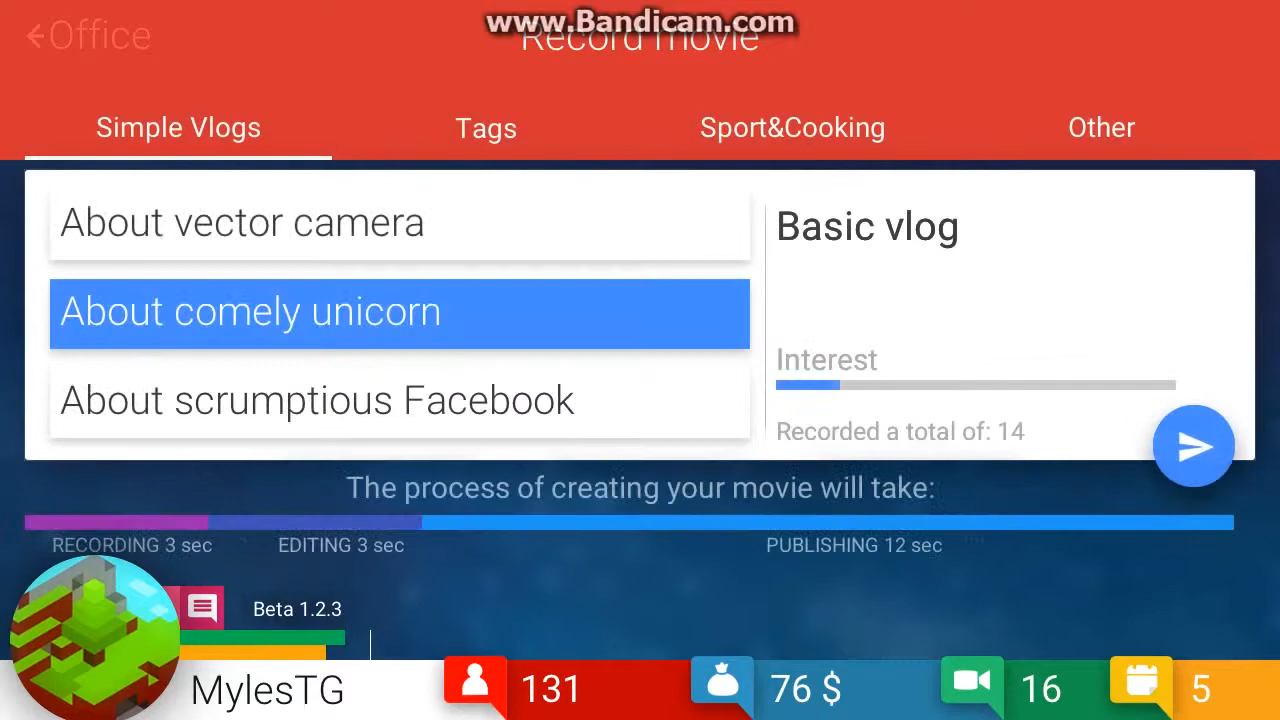 www.Bandicam.com
Office
Record movie
Simple Vlogs
Tags
Sport&Cooking
Other
About vector camera
About comely unicorn
About scrumptious Facebook
Basic vlog
Interest
Recorded a total of: 14
The process of creating your movie will take:
RECORDING 3 sec
EDITING 3 sec
PUBLISHING 12 sec
Beta 1.2.3
MylesTG
131
76 $
16
5